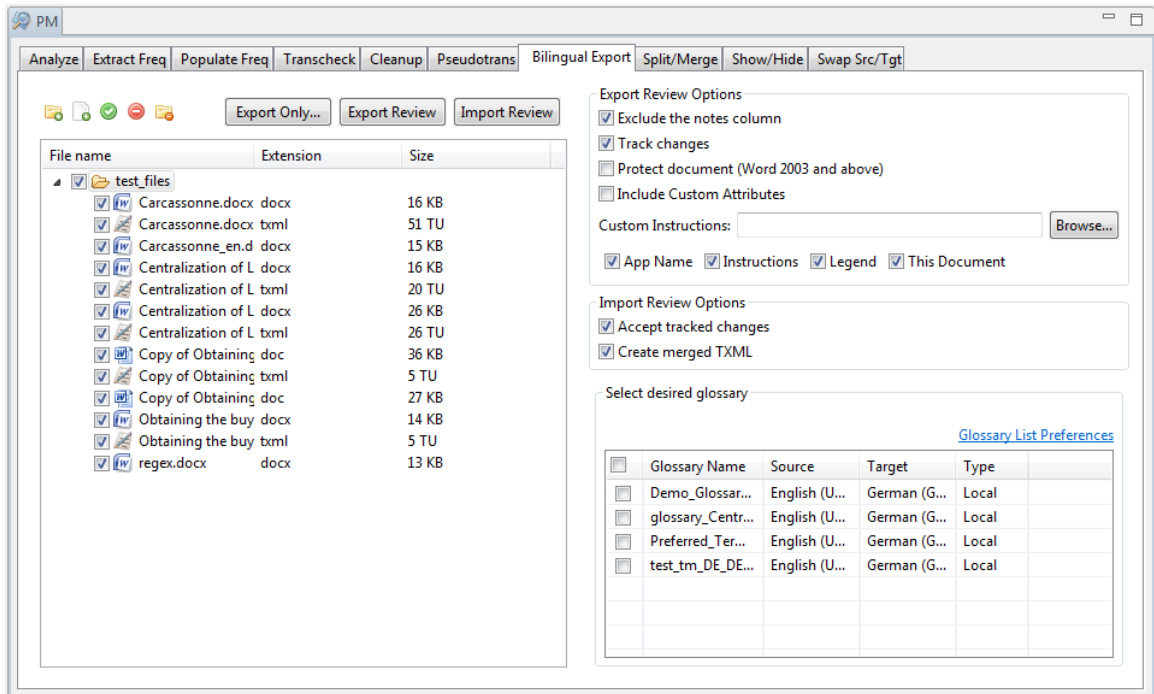 PM
Analyze Extract Freq Populate Freq Transcheck Cleanup Pseudotrans Bilingual Export Split/Merge Show/Hide Swap Src/Tgt
Export Only... Export Review Import Review
File name Extension Size
test_files
Carcassonne.docx docx 16 KB
Carcassonne.docx txml 51 TU
Carcassonne_en.d docx 15 KB
Centralization of L docx 16 KB
Centralization of L txml 20 TU
Centralization of L docx 26 KB
Centralization of L txml 26 TU
Copy of Obtaining doc 36 KB
Copy of Obtaining txml 5 TU
Copy of Obtaining doc 27 KB
Obtaining the buy docx 14 KB
Obtaining the buy txml 5 TU
regex.docx docx 13 KB
Export Review Options
Exclude the notes column
Track changes
Protect document (Word 2003 and above)
Include Custom Attributes
Custom Instructions: Browse...
App Name Instructions Legend This Document
Import Review Options
Accept tracked changes
Create merged TXML
Select desired glossary
Glossary List Preferences
Glossary Name Source Target Type
Demo_Glossar... English (U... German (G... Local
glossary_Centr... English (U... German (G... Local
Preferred_Ter... English (U... German (G... Local
test_tm_DE_DE... English (U... German (G... Local